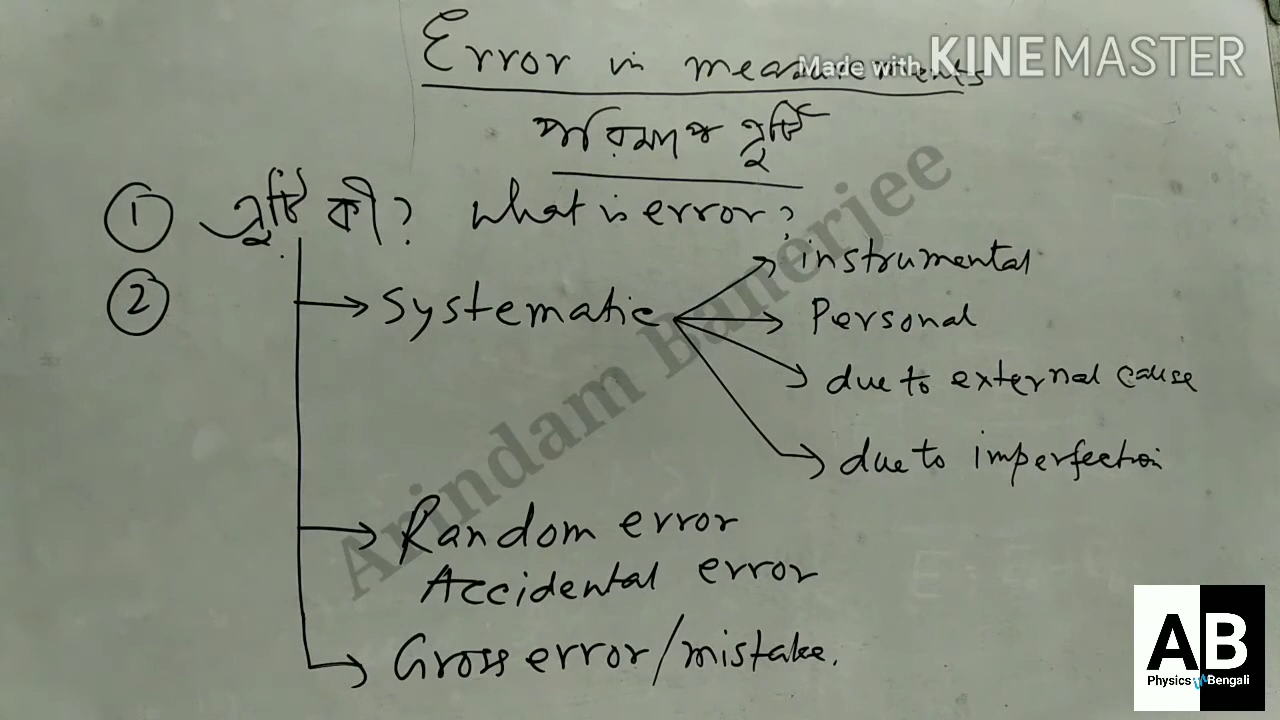 Error in measurements
Made with KINEMASTER
পরিমাপে ত্রুটি
1 ত্রুটি কী? What is error?
2
Systematic
instrumental
Personal
due to external cause
due to imperfection
Random error
Accidental error
Gross error/mistake.
Arindam Banerjee
AB
Physics in Bengali